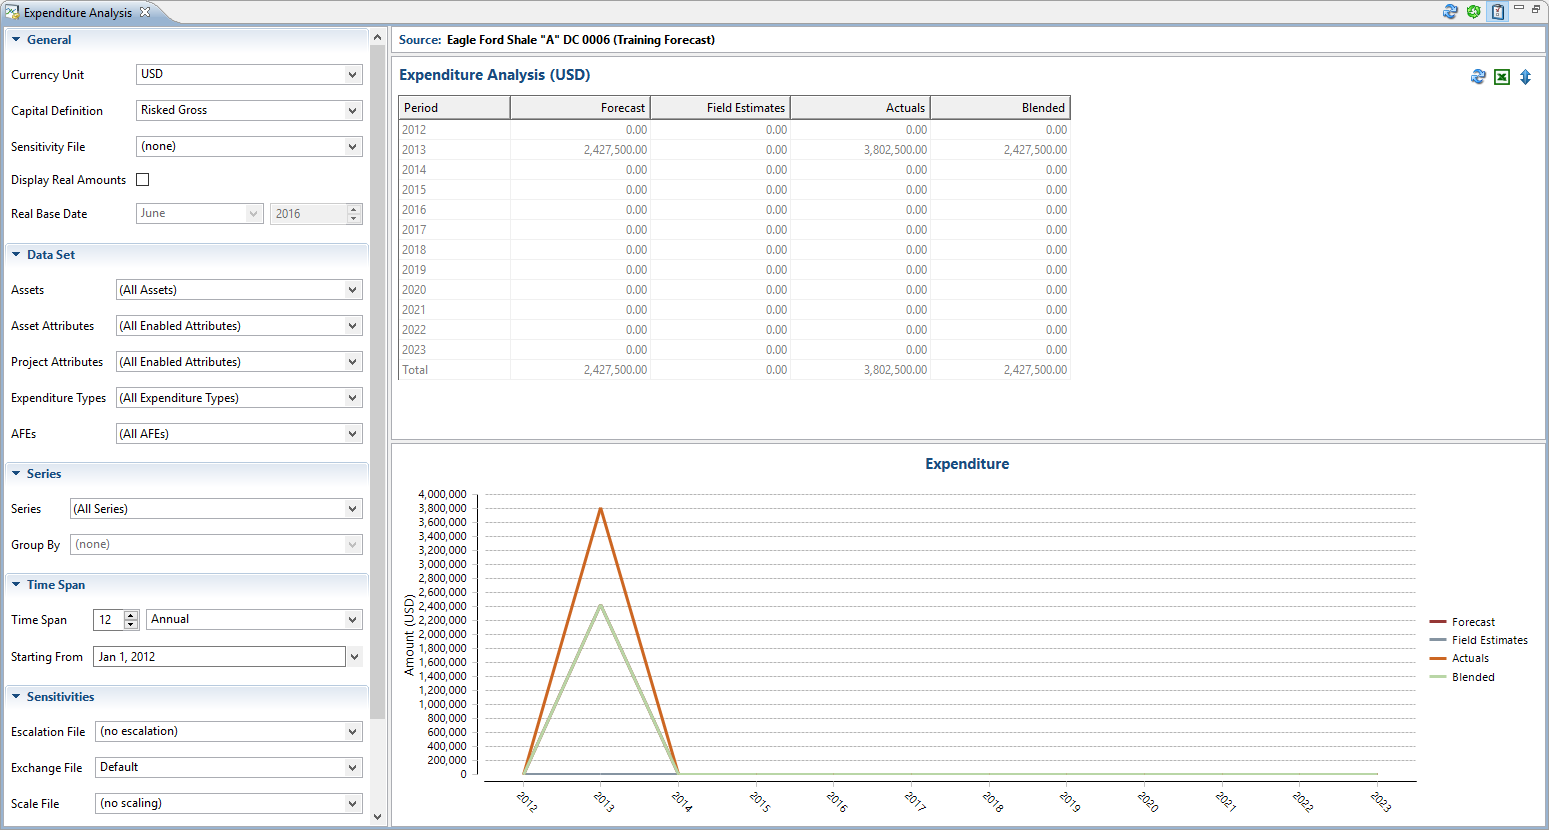 Expenditure Analysis
General
Currency Unit USD
Capital Definition Risked Gross
Sensitivity File (none)
Display Real Amounts
Real Base Date June 2016
Data Set
Assets (All Assets)
Asset Attributes (All Enabled Attributes)
Project Attributes (All Enabled Attributes)
Expenditure Types (All Expenditure Types)
AFEs (All AFEs)
Series
Series (All Series)
Group By (none)
Time Span
Time Span 12 Annual
Starting From Jan 1, 2012
Sensitivities
Escalation File (no escalation)
Exchange File Default
Scale File (no scaling)
Source: Eagle Ford Shale "A" DC 0006 (Training Forecast)
Expenditure Analysis (USD)
Period Forecast Field Estimates Actuals Blended
2012 0.00 0.00 0.00 0.00
2013 2,427,500.00 0.00 3,802,500.00 2,427,500.00
2014 0.00 0.00 0.00 0.00
2015 0.00 0.00 0.00 0.00
2016 0.00 0.00 0.00 0.00
2017 0.00 0.00 0.00 0.00
2018 0.00 0.00 0.00 0.00
2019 0.00 0.00 0.00 0.00
2020 0.00 0.00 0.00 0.00
2021 0.00 0.00 0.00 0.00
2022 0.00 0.00 0.00 0.00
2023 0.00 0.00 0.00 0.00
Total 2,427,500.00 0.00 3,802,500.00 2,427,500.00
Expenditure
Amount (USD)
4,000,000
3,800,000
3,600,000
3,400,000
3,200,000
3,000,000
2,800,000
2,600,000
2,400,000
2,200,000
2,000,000
1,800,000
1,600,000
1,400,000
1,200,000
1,000,000
800,000
600,000
400,000
200,000
0
2012 2013 2014 2015 2016 2017 2018 2019 2020 2021 2022 2023
Forecast
Field Estimates
Actuals
Blended